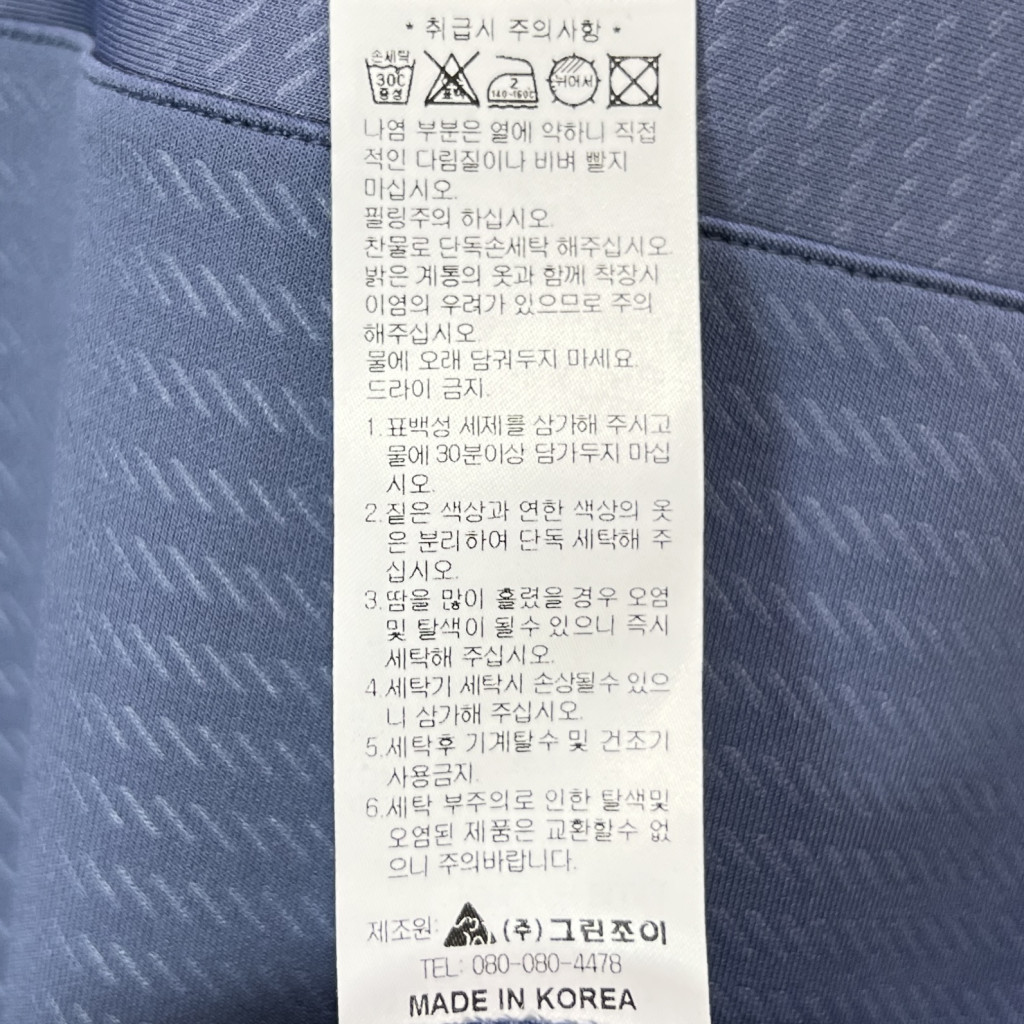 * 취급시 주의사항 *
손세탁
30C
중성
표백
2
140~160C
뉘어서
나염 부분은 열에 약하니 직접
적인 다림질이나 비벼 빨지
마십시오.
필링주의 하십시오.
찬물로 단독손세탁 해주십시오.
밝은 계통의 옷과 함께 착장시
이염의 우려가 있으므로 주의
해주십시오.
물에 오래 담궈두지 마세요.
드라이 금지.
1.표백성 세제를 삼가해 주시고
물에 30분이상 담가두지 마십
시오.
2.짙은 색상과 연한 색상의 옷
은 분리하여 단독 세탁해 주
십시오.
3.땀을 많이 흘렸을 경우 오염
및 탈색이 될수 있으니 즉시
세탁해 주십시오.
4.세탁기 세탁시 손상될수 있으
니 삼가해 주십시오.
5.세탁후 기계탈수 및 건조기
사용금지.
6.세탁 부주의로 인한 탈색및
오염된 제품은 교환할수 없
으니 주의바랍니다.
제조원: (주)그린조이
TEL: 080-080-4478
MADE IN KOREA